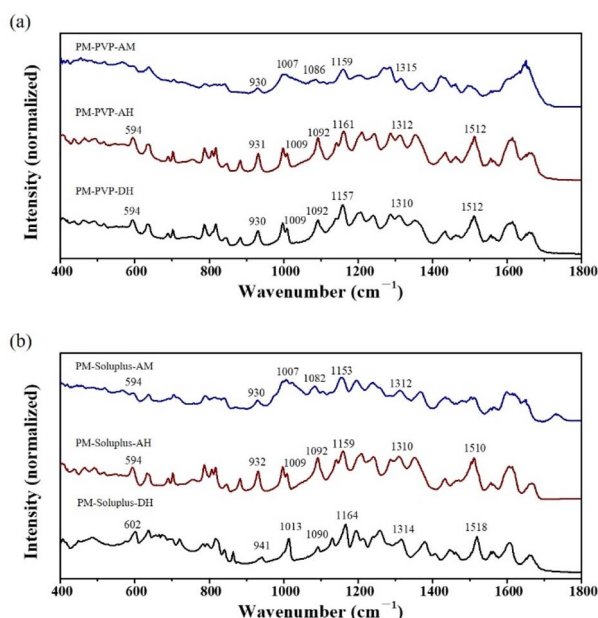 (a)
PM-PVP-AM
930
1007
1086
1159
1315
PM-PVP-AH
594
931
1009
1092
1161
1312
1512
PM-PVP-DH
594
930
1009
1092
1157
1310
1512
Intensity (normalized)
400 600 800 1000 1200 1400 1600 1800
Wavenumber (cm⁻¹)
(b)
PM-Soluplus-AM
594
930
1007
1082
1153
1312
PM-Soluplus-AH
594
932
1009
1092
1159
1310
1510
PM-Soluplus-DH
602
941
1013
1090
1164
1314
1518
Intensity (normalized)
400 600 800 1000 1200 1400 1600 1800
Wavenumber (cm⁻¹)